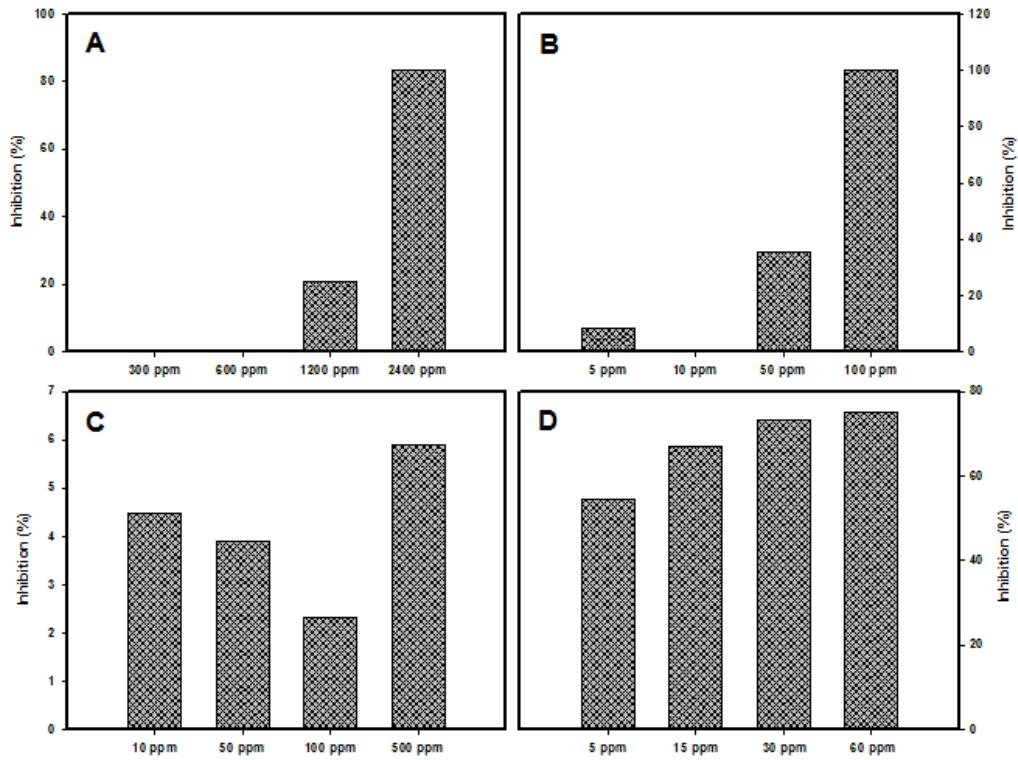 A
B
100
80
60
40
20
0
Inhibition (%)
300 ppm 600 ppm 1200 ppm 2400 ppm
120
100
80
60
40
20
0
Inhibition (%)
5 ppm 10 ppm 50 ppm 100 ppm
C
D
7
6
5
4
3
2
1
0
Inhibition (%)
10 ppm 50 ppm 100 ppm 500 ppm
80
60
40
20
0
Inhibition (%)
5 ppm 15 ppm 30 ppm 60 ppm